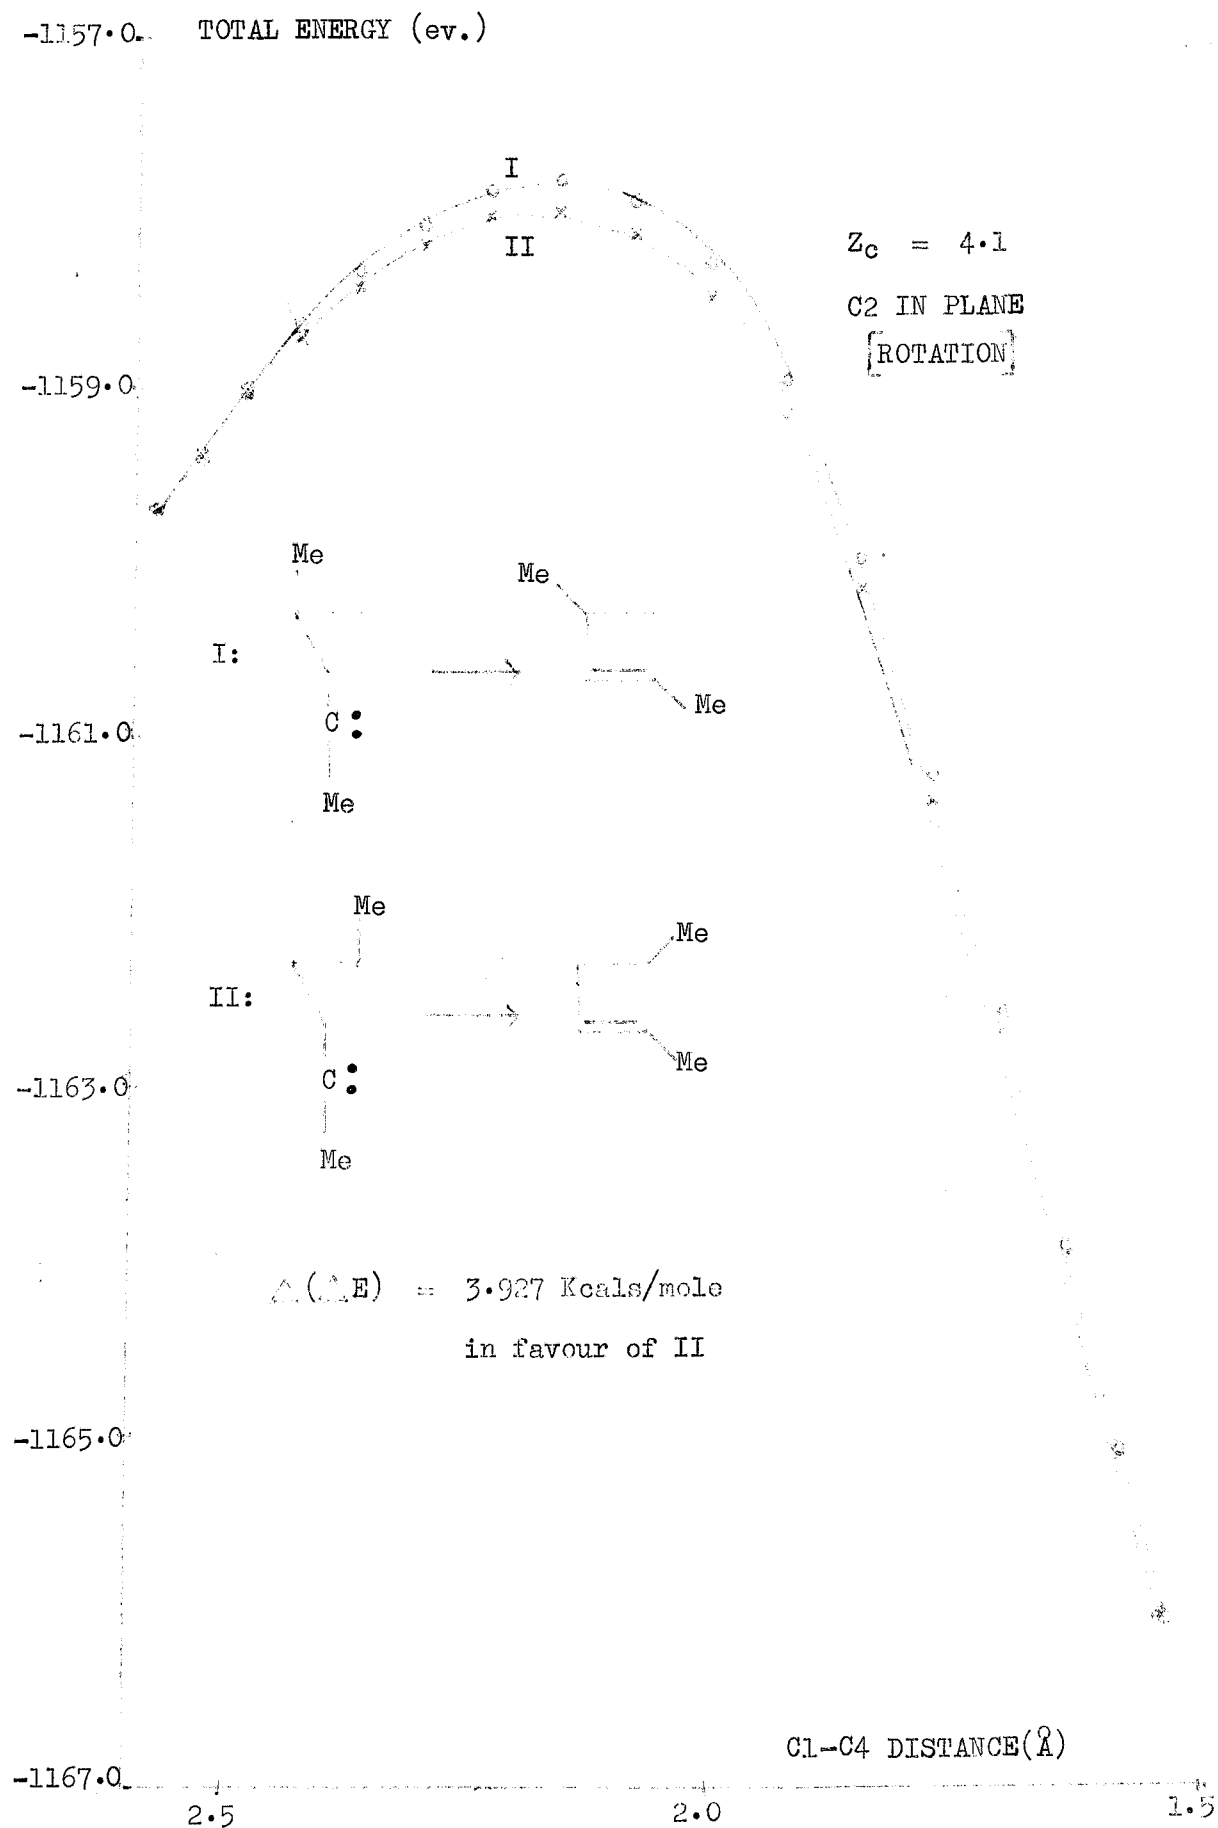 -1157·0 TOTAL ENERGY (ev.)
I
II
Zc = 4·1
C2 IN PLANE
[ROTATION]
-1159·0
Me
Me
I:
Me
C:
-1161·0
Me
Me
Me
II:
C:
Me
-1163·0
Me
△(△E) = 3·927 Kcals/mole
in favour of II
-1165·0
C1-C4 DISTANCE(Å)
-1167·0
2.5 2·0 1·5